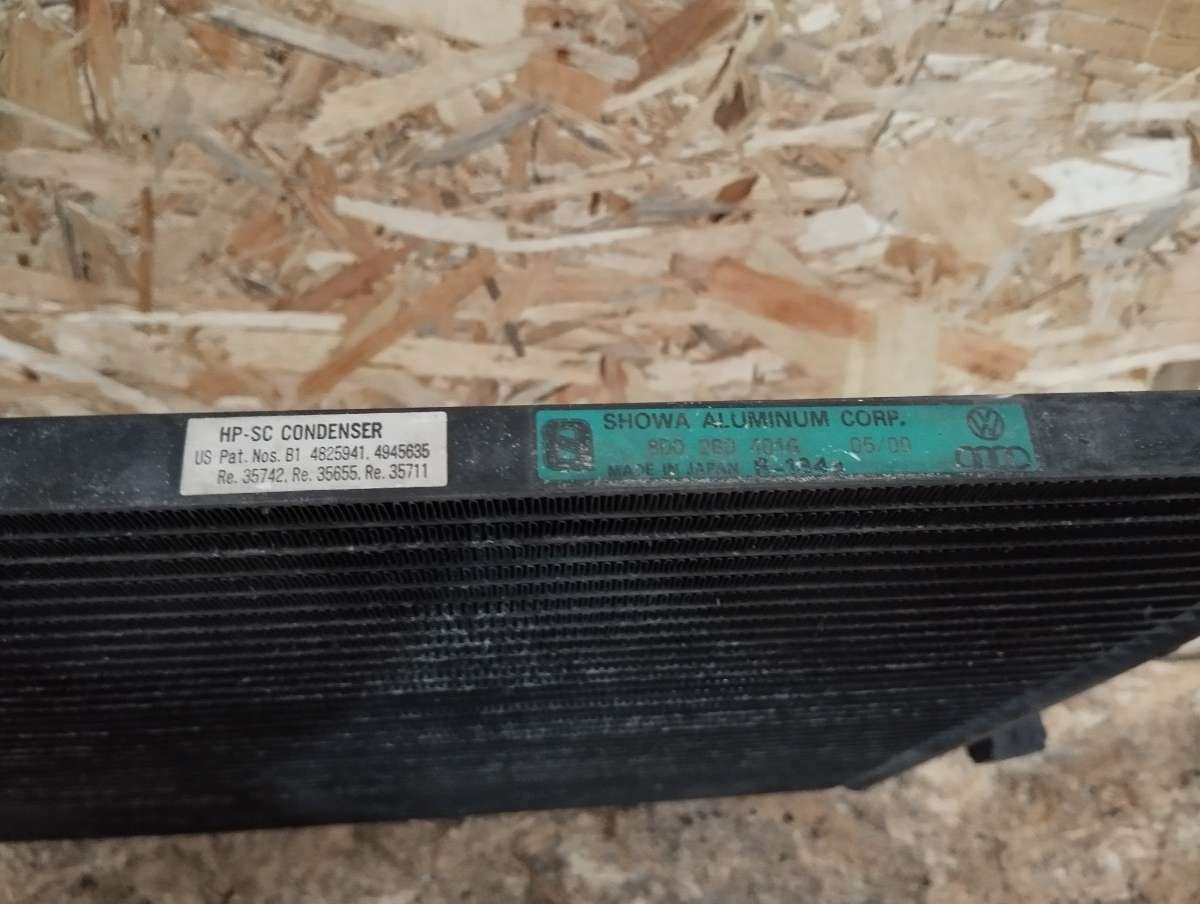 HP-SC CONDENSER
US Pat. Nos. B1 4825941, 4945635
Re. 35742, Re. 35655, Re. 35711
SHOWA ALUMINUM CORP.
8D0 260 401G 05/00
MADE IN JAPAN R-134a